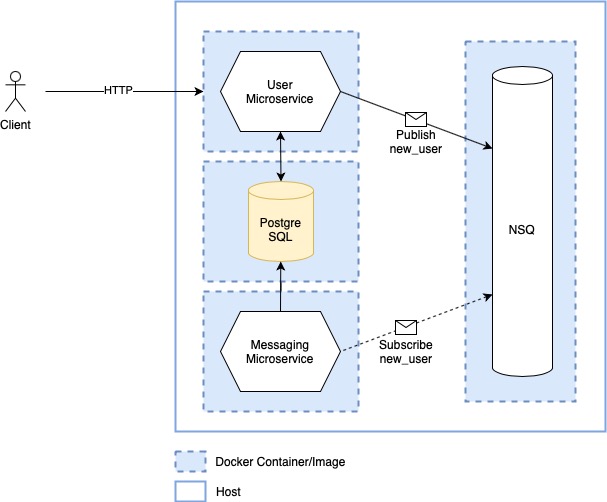 User
Microservice
HTTP
Client
Publish
new_user
Postgre
SQL
NSQ
Messaging
Microservice
Subscribe
new_user
Docker Container/Image
Host